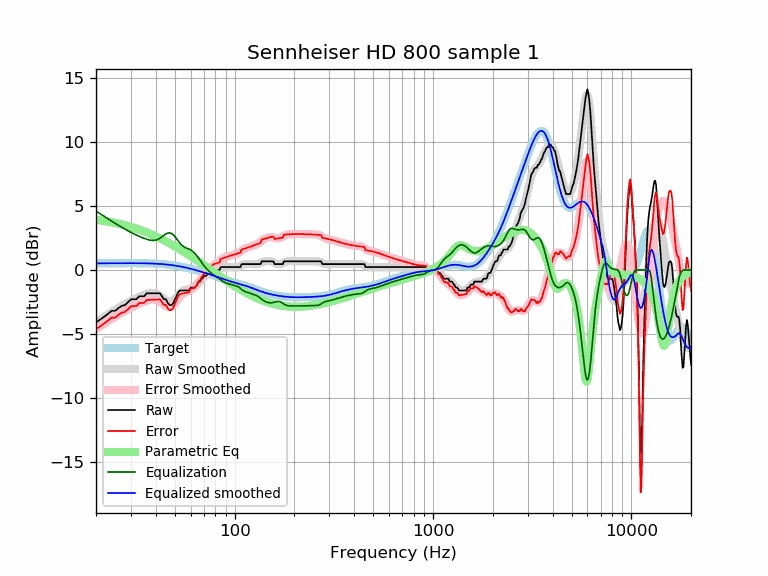 Sennheiser HD 800 sample 1
15
10
5
0
−5
−10
−15
Amplitude (dBr)
Target
Raw Smoothed
Error Smoothed
Raw
Error
Parametric Eq
Equalization
Equalized smoothed
100
1000
10000
Frequency (Hz)